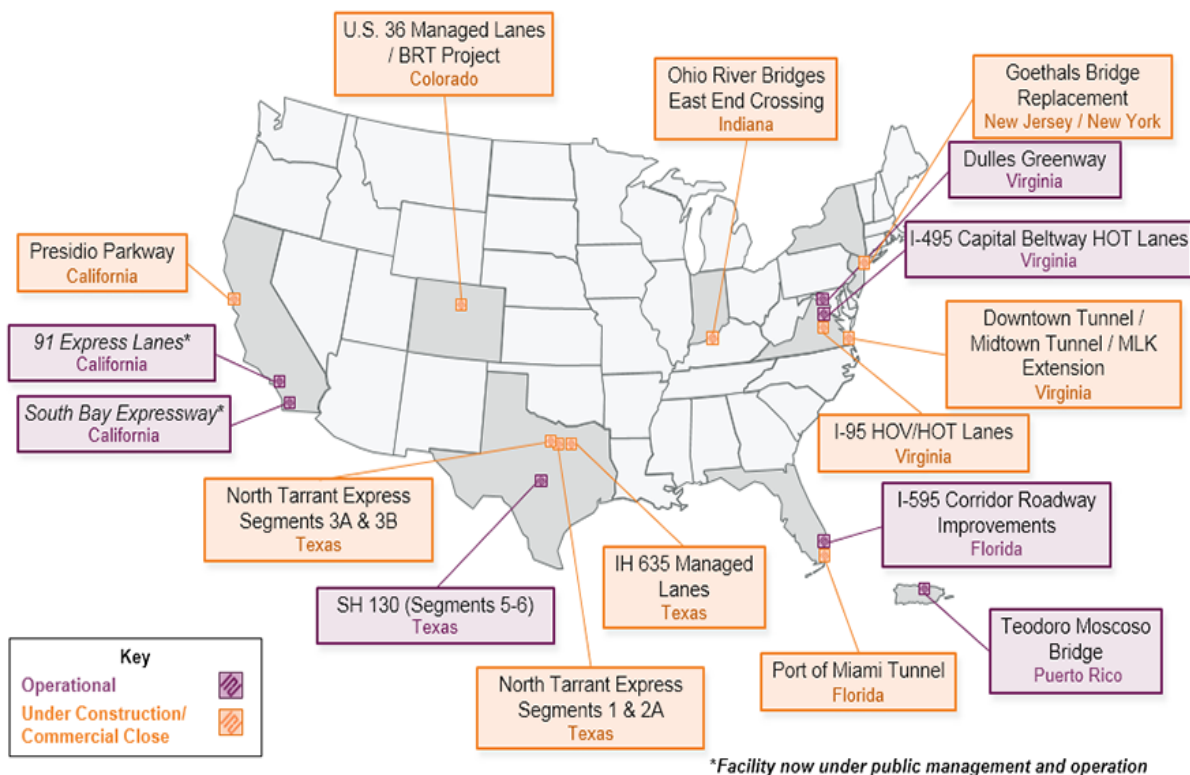 U.S. 36 Managed Lanes
/ BRT Project
Colorado
Ohio River Bridges
East End Crossing
Indiana
Goethals Bridge
Replacement
New Jersey / New York
Dulles Greenway
Virginia
I-495 Capital Beltway HOT Lanes
Virginia
Presidio Parkway
California
91 Express Lanes*
California
South Bay Expressway*
California
Downtown Tunnel /
Midtown Tunnel / MLK
Extension
Virginia
I-95 HOV/HOT Lanes
Virginia
North Tarrant Express
Segments 3A & 3B
Texas
SH 130 (Segments 5-6)
Texas
IH 635 Managed
Lanes
Texas
North Tarrant Express
Segments 1 & 2A
Texas
I-595 Corridor Roadway
Improvements
Florida
Port of Miami Tunnel
Florida
Teodoro Moscoso
Bridge
Puerto Rico
Key
Operational
Under Construction/
Commercial Close
*Facility now under public management and operation